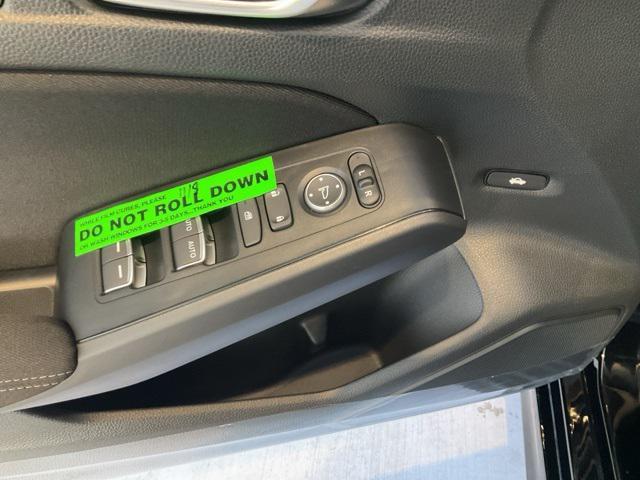 WHILE FILM CURES, PLEASE
DO NOT ROLL DOWN
OR WASH WINDOWS FOR 3-5 DAYS...THANK YOU
AUTO AUTO
L
R